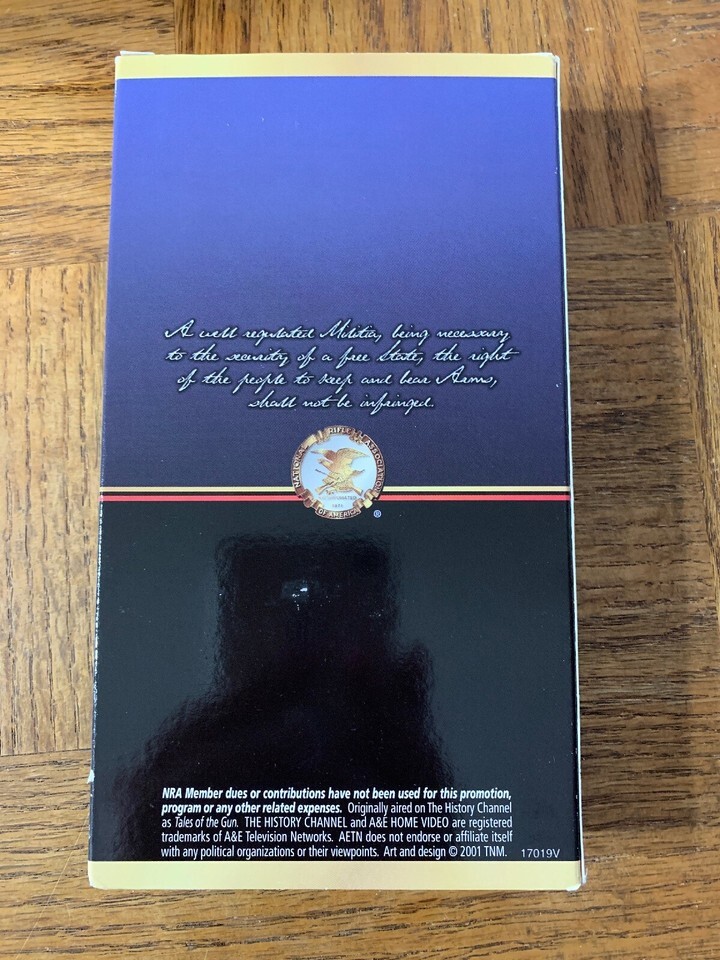 A well regulated Militia, being necessary
to the security of a free State, the right
of the people to keep and bear Arms,
shall not be infringed.
NATIONAL RIFLE ASSOCIATION
INCORPORATED
1871
OF AMERICA
®
NRA Member dues or contributions have not been used for this promotion,
program or any other related expenses. Originally aired on The History Channel
as Tales of the Gun. THE HISTORY CHANNEL and A&E HOME VIDEO are registered
trademarks of A&E Television Networks. AETN does not endorse or affiliate itself
with any political organizations or their viewpoints. Art and design © 2001 TNM. 17019V